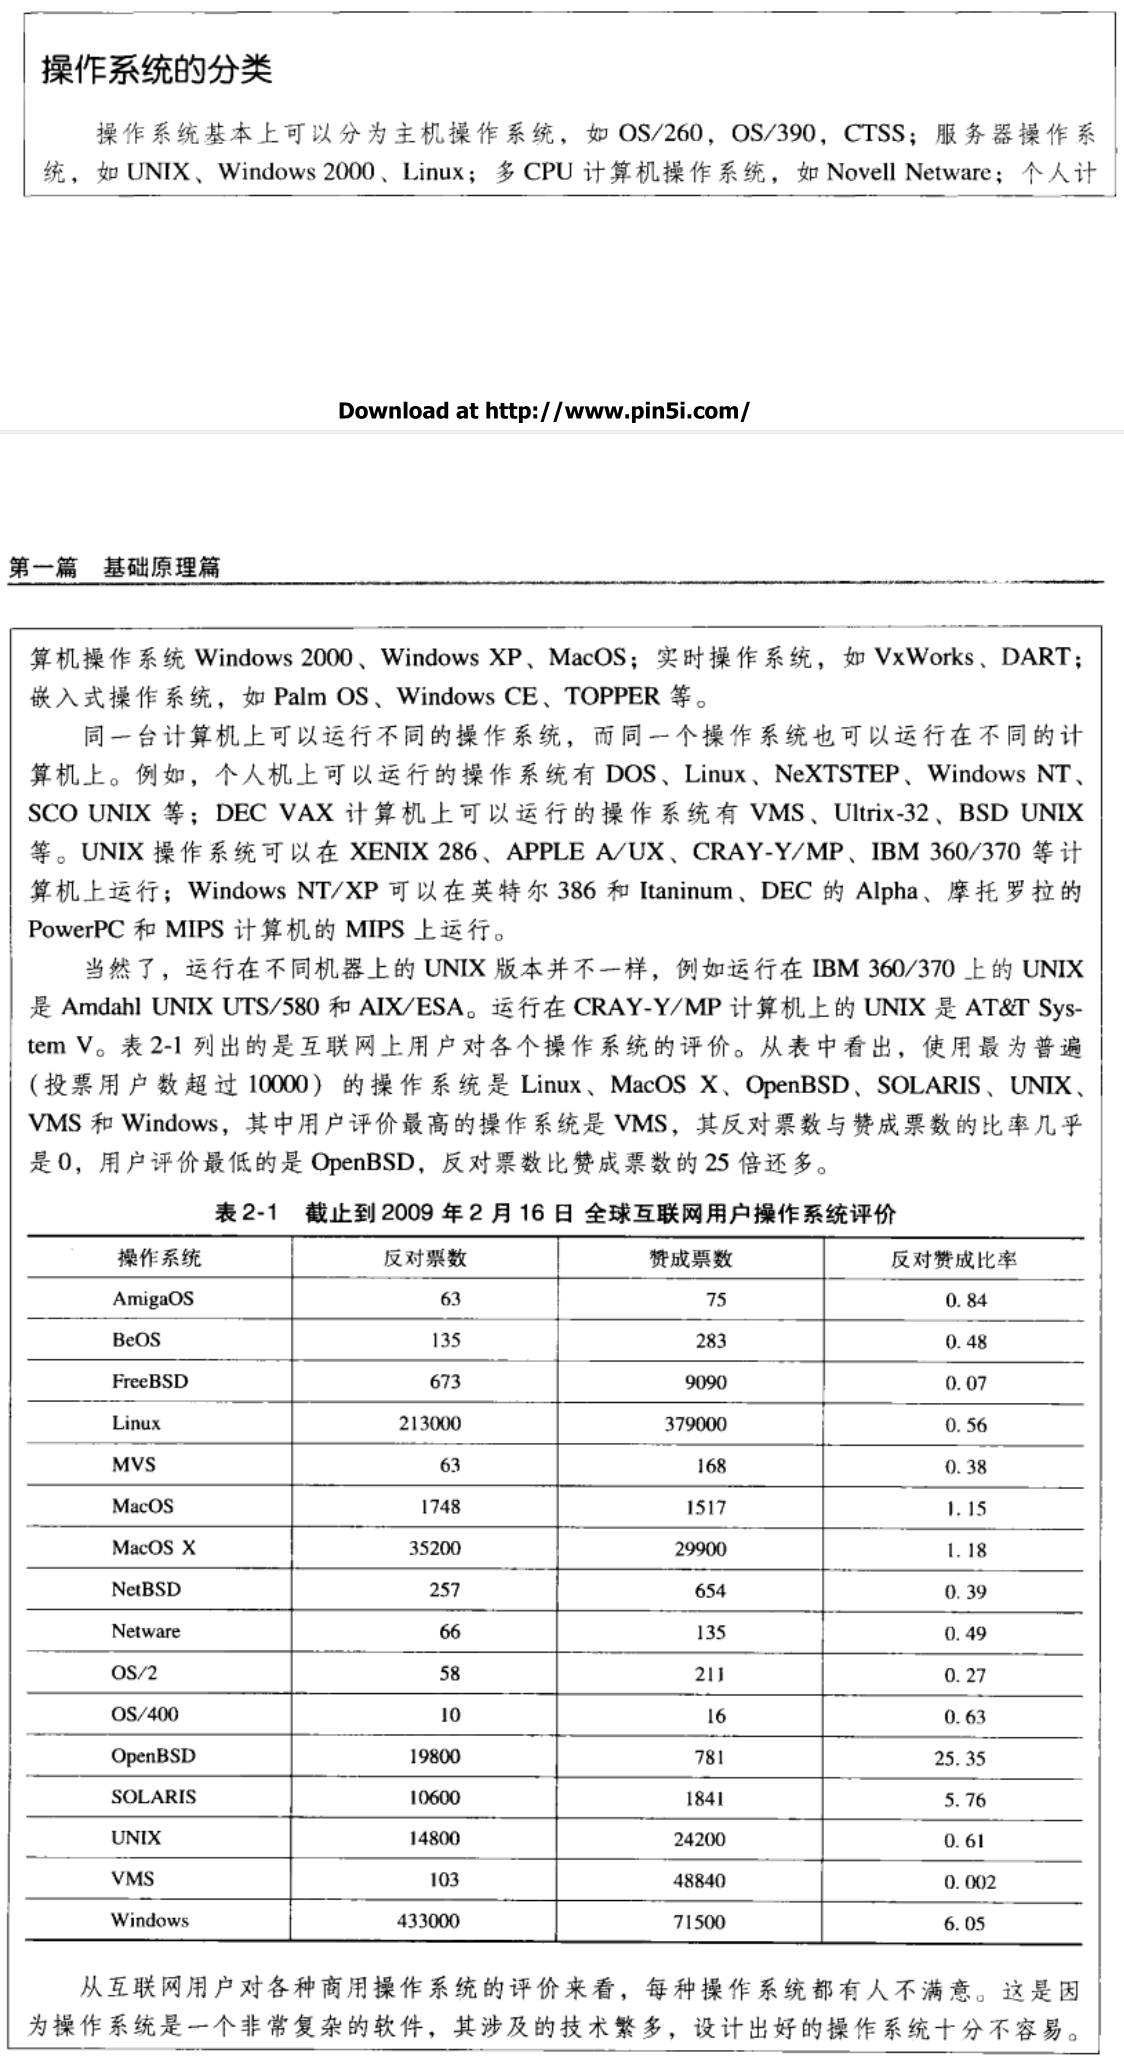 操作系统的分类
操作系统基本上可以分为主机操作系统，如 OS/260，OS/390，CTSS；服务器操作系
统，如 UNIX、Windows 2000、Linux；多 CPU 计算机操作系统，如 Novell Netware；个人计
Download at http://www.pin5i.com/
第一篇 基础原理篇
算机操作系统 Windows 2000、Windows XP、MacOS；实时操作系统，如 VxWorks、DART；
嵌入式操作系统，如 Palm OS、Windows CE、TOPPER 等。
同一台计算机上可以运行不同的操作系统，而同一个操作系统也可以运行在不同的计
算机上。例如，个人机上可以运行的操作系统有 DOS、Linux、NeXTSTEP、Windows NT、
SCO UNIX 等；DEC VAX 计算机上可以运行的操作系统有 VMS、Ultrix-32、BSD UNIX
等。UNIX 操作系统可以在 XENIX 286、APPLE A/UX、CRAY-Y/MP、IBM 360/370 等计
算机上运行；Windows NT/XP 可以在英特尔 386 和 Itaninum、DEC 的 Alpha、摩托罗拉的
PowerPC 和 MIPS 计算机的 MIPS 上运行。
当然了，运行在不同机器上的 UNIX 版本并不一样，例如运行在 IBM 360/370 上的 UNIX
是 Amdahl UNIX UTS/580 和 AIX/ESA。运行在 CRAY-Y/MP 计算机上的 UNIX 是 AT&T Sys-
tem V。表 2-1 列出的是互联网上用户对各个操作系统的评价。从表中看出，使用最为普遍
(投票用户数超过 10000) 的操作系统是 Linux、MacOS X、OpenBSD、SOLARIS、UNIX、
VMS 和 Windows，其中用户评价最高的操作系统是 VMS，其反对票数与赞成票数的比率几乎
是 0，用户评价最低的是 OpenBSD，反对票数比赞成票数的 25 倍还多。
表 2-1 截止到 2009 年 2 月 16 日 全球互联网用户操作系统评价
操作系统 反对票数 赞成票数 反对赞成比率
AmigaOS 63 75 0.84
BeOS 135 283 0.48
FreeBSD 673 9090 0.07
Linux 213000 379000 0.56
MVS 63 168 0.38
MacOS 1748 1517 1.15
MacOS X 35200 29900 1.18
NetBSD 257 654 0.39
Netware 66 135 0.49
OS/2 58 211 0.27
OS/400 10 16 0.63
OpenBSD 19800 781 25.35
SOLARIS 10600 1841 5.76
UNIX 14800 24200 0.61
VMS 103 48840 0.002
Windows 433000 71500 6.05
从互联网用户对各种商用操作系统的评价来看，每种操作系统都有人不满意。这是因
为操作系统是一个非常复杂的软件，其涉及的技术繁多，设计出好的操作系统十分不容易。